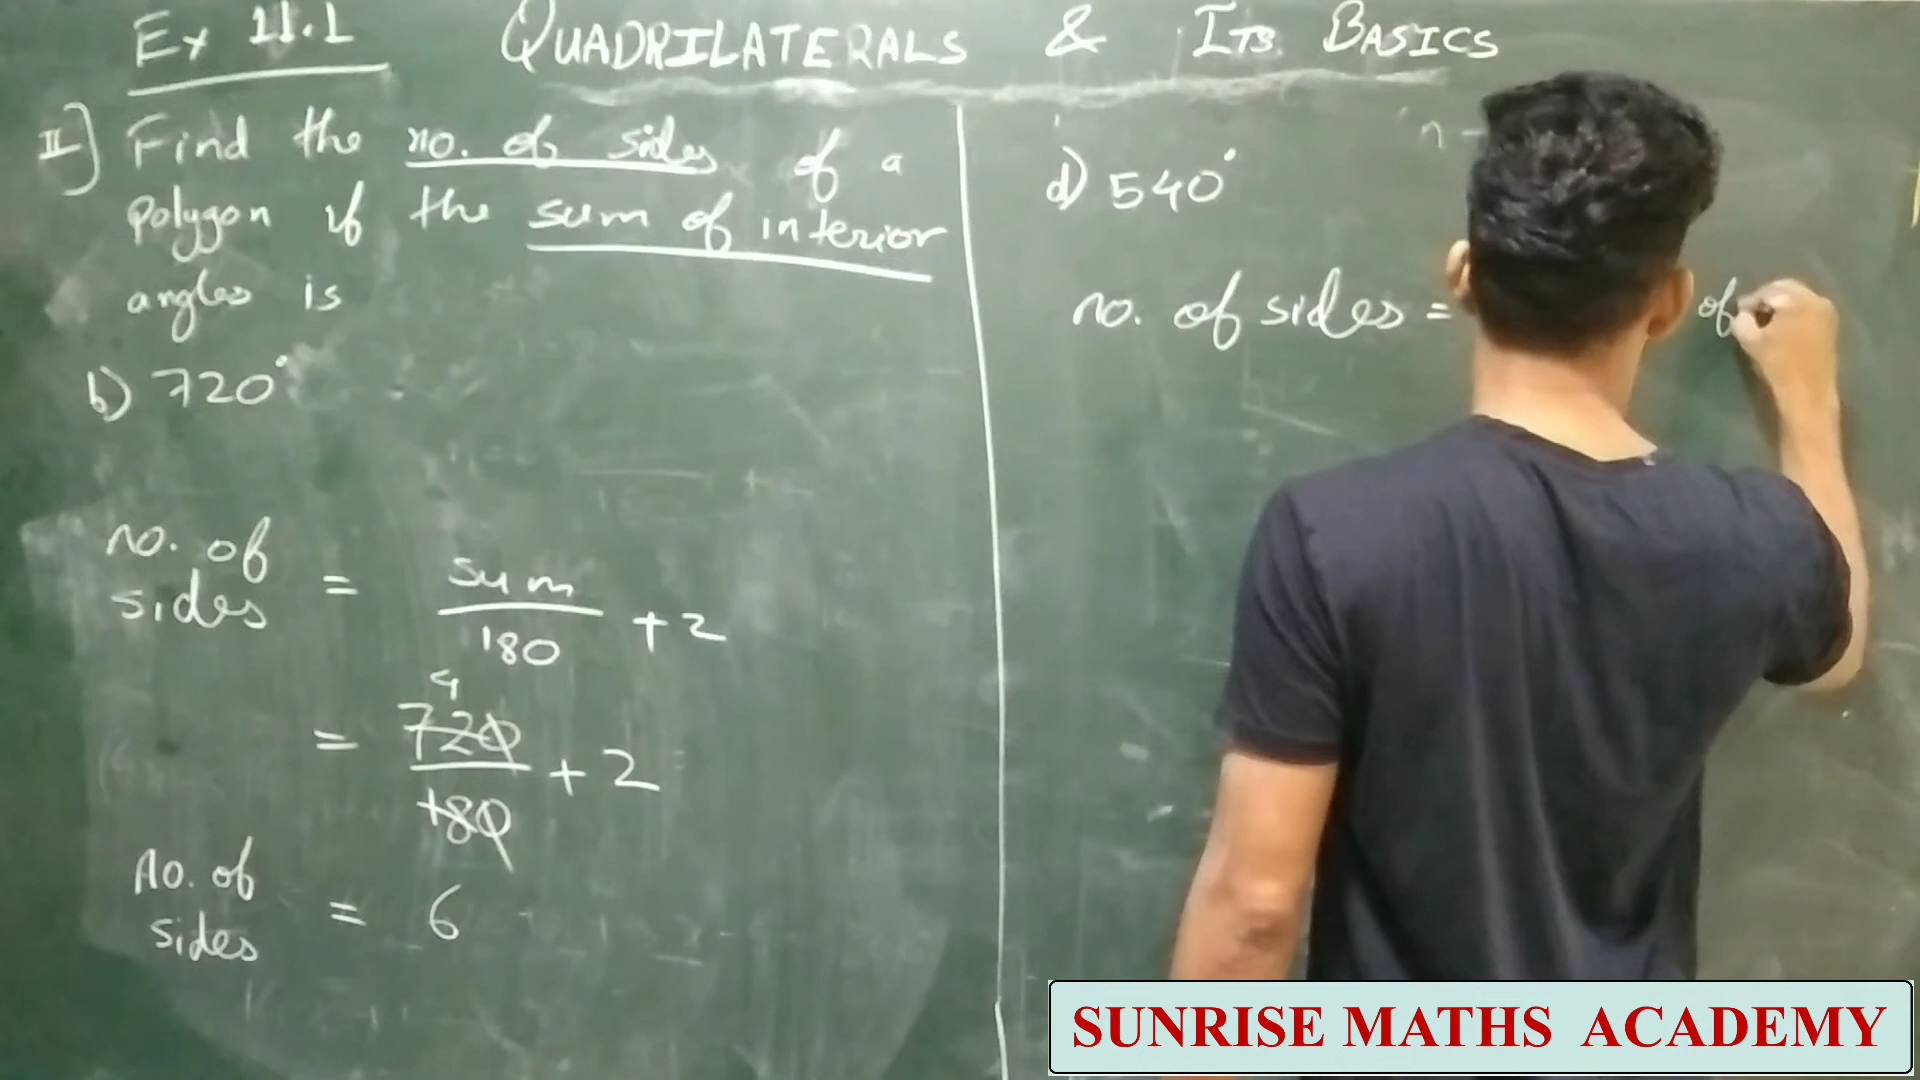 Ex 11.1 QUADRILATERALS & ITS BASICS
II] Find the no. of sides of a
polygon if the sum of interior
angles is
b) 720°
no. of
sides = sum
180 + 2
4
= 720
180 + 2
no. of
sides = 6
n -
d) 540°
no. of sides = of
SUNRISE MATHS ACADEMY